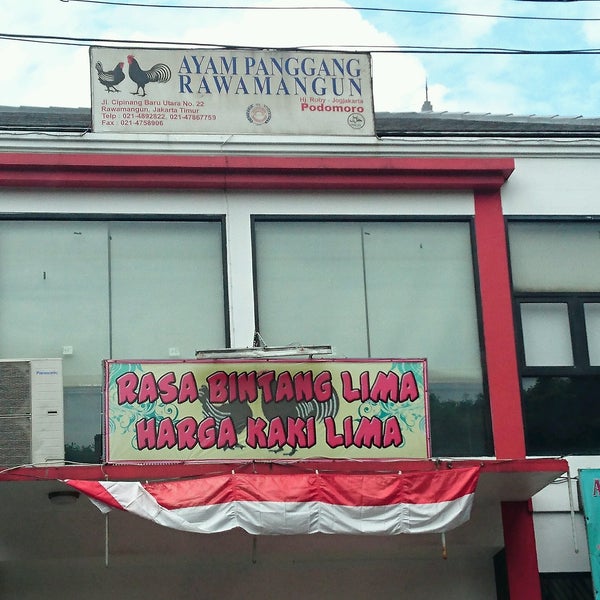 AYAM PANGGANG
RAWAMANGUN
Jl. Cipinang Baru Utara No. 22
Rawamangun, Jakarta Timur
Telp : 021-4892822, 021-47867759
Fax : 021-4758906
Hj. Roby - Jogjakarta
Podomoro
Panasonic
RASA BINTANG LIMA
HARGA KAKI LIMA